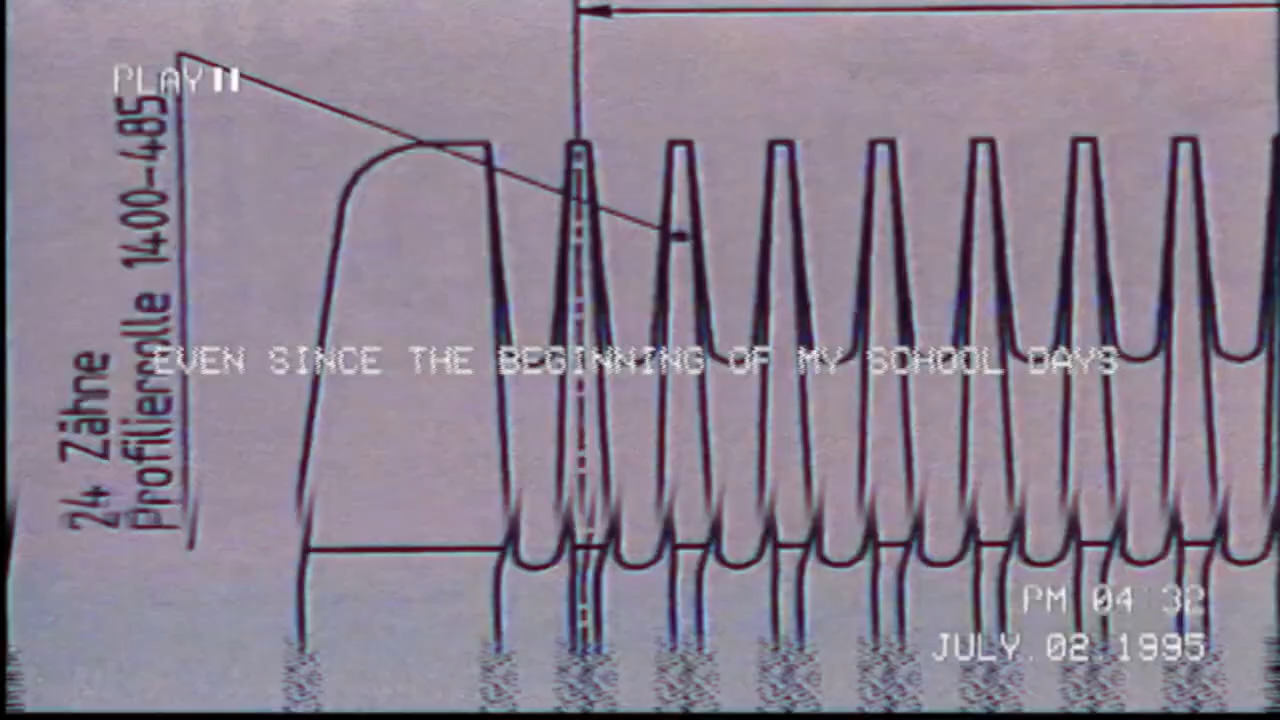 PLAY
24 Zähne
Profilierrolle 1400-485
EVEN SINCE THE BEGINNING OF MY SCHOOL DAYS
PM 04:32
JULY.02.1995